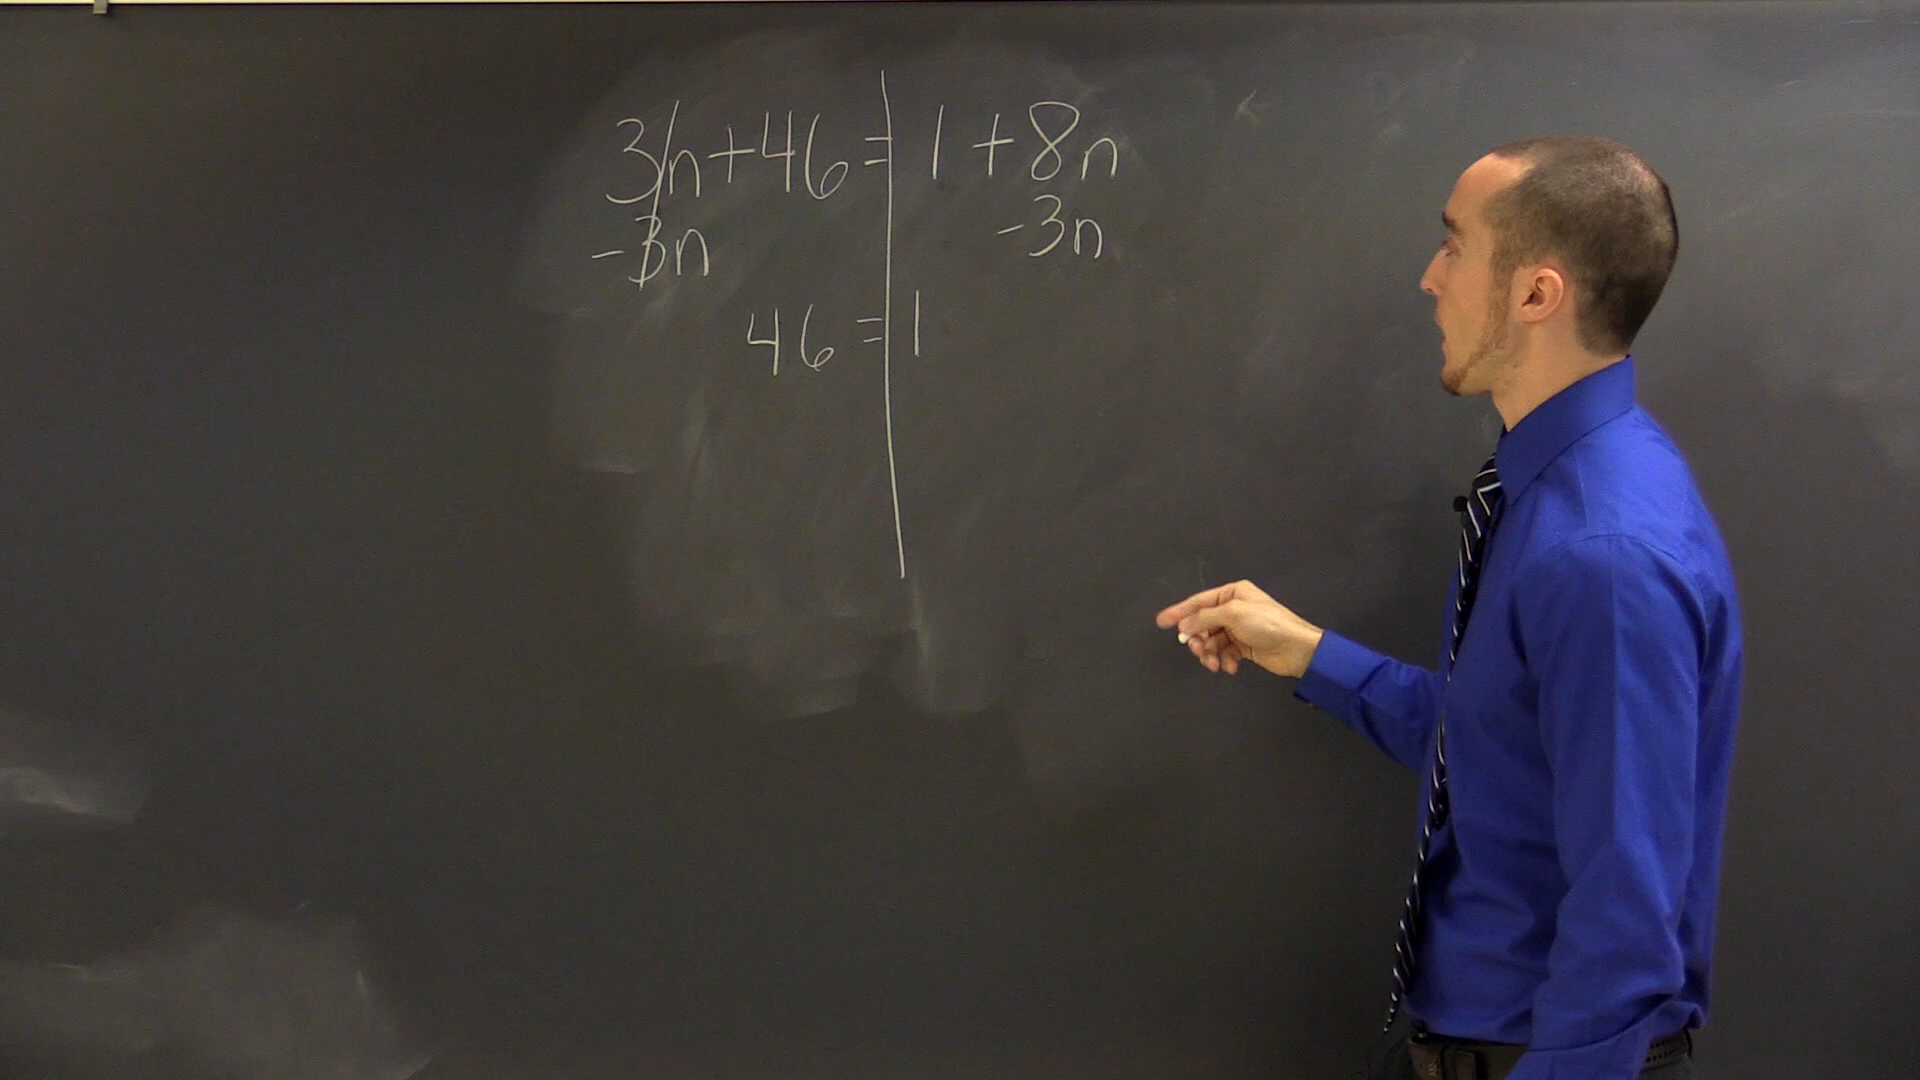 3n+46 = 1 + 8n
-3n -3n
46 = 1